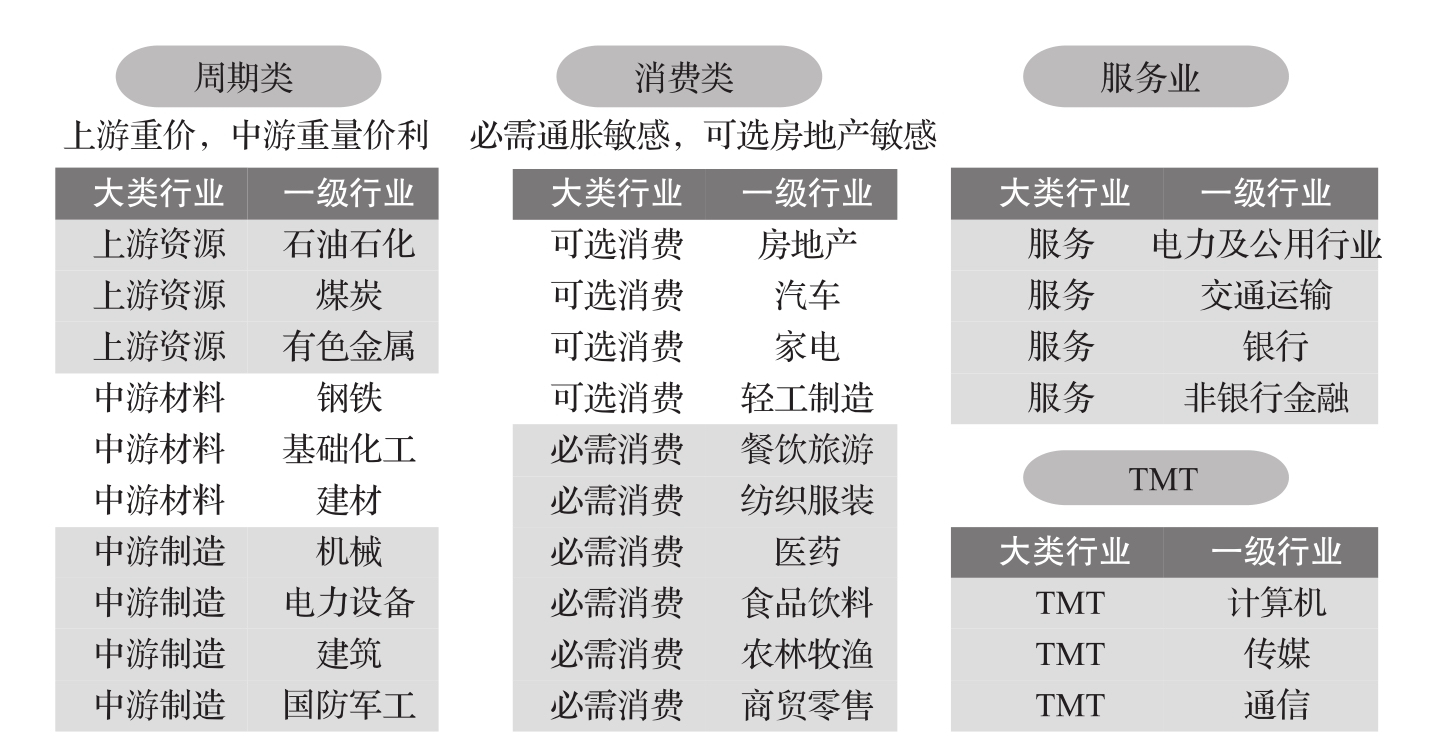 周期类
上游重价，中游重量价利
大类行业 一级行业
上游资源 石油石化
上游资源 煤炭
上游资源 有色金属
中游材料 钢铁
中游材料 基础化工
中游材料 建材
中游制造 机械
中游制造 电力设备
中游制造 建筑
中游制造 国防军工
消费类
必需通胀敏感，可选房地产敏感
大类行业 一级行业
可选消费 房地产
可选消费 汽车
可选消费 家电
可选消费 轻工制造
必需消费 餐饮旅游
必需消费 纺织服装
必需消费 医药
必需消费 食品饮料
必需消费 农林牧渔
必需消费 商贸零售
服务业
大类行业 一级行业
服务 电力及公用行业
服务 交通运输
服务 银行
服务 非银行金融
TMT
大类行业 一级行业
TMT 计算机
TMT 传媒
TMT 通信